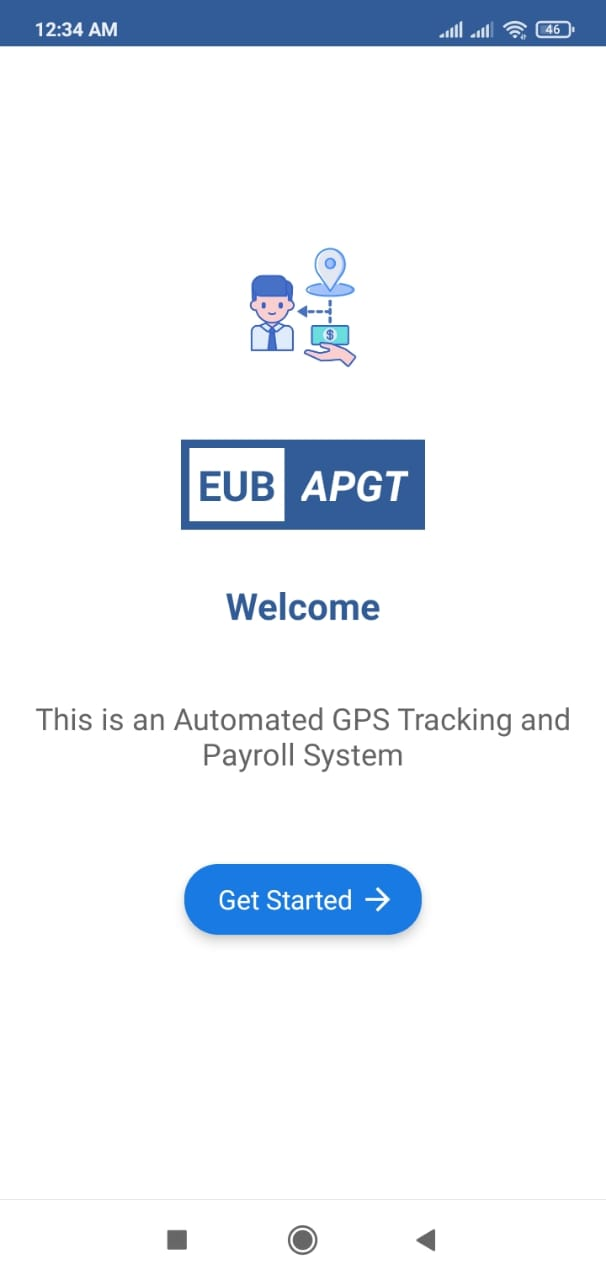 12:34 AM
46
$
EUB APGT
Welcome
This is an Automated GPS Tracking and
Payroll System
Get Started